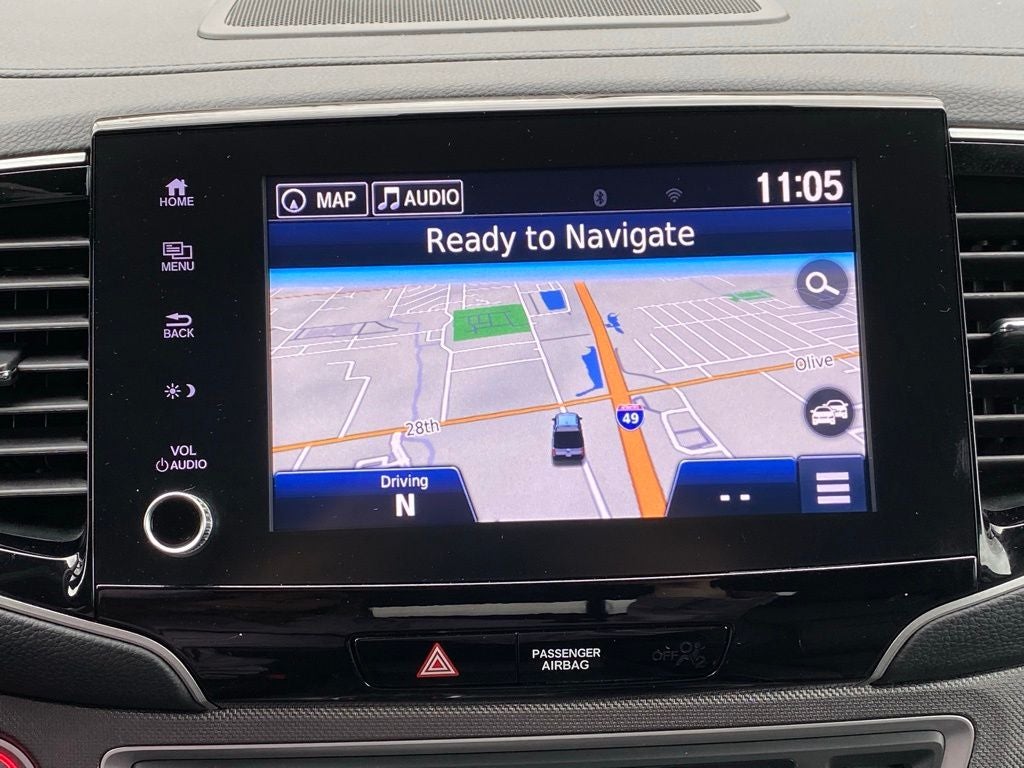 HOME
MENU
BACK
VOL
AUDIO
MAP AUDIO 11:05
Ready to Navigate
Olive
49
28th
Driving
N
--
PASSENGER
AIRBAG
OFF
2